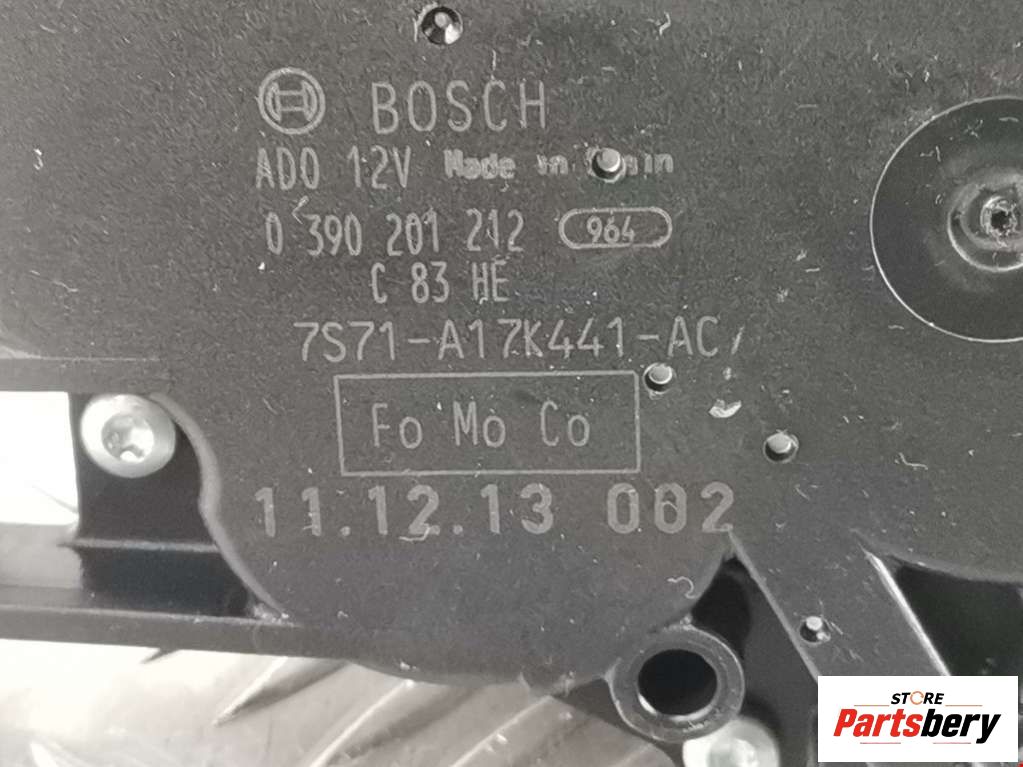 BOSCH
AD0 12V Made in
0 390 201 212 964
C 83 HE
7S71-A17K441-AC
Fo Mo Co
11.12.13 002
STORE
Partsbery